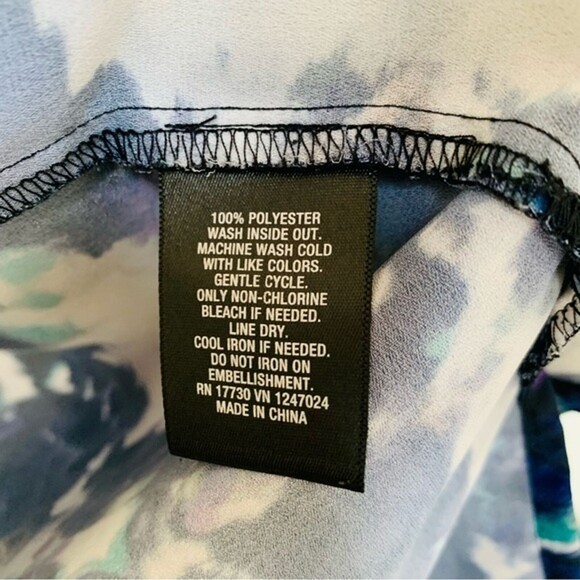 100% POLYESTER
WASH INSIDE OUT.
MACHINE WASH COLD
WITH LIKE COLORS.
GENTLE CYCLE.
ONLY NON-CHLORINE
BLEACH IF NEEDED.
LINE DRY.
COOL IRON IF NEEDED.
DO NOT IRON ON
EMBELLISHMENT.
RN 17730 VN 1247024
MADE IN CHINA